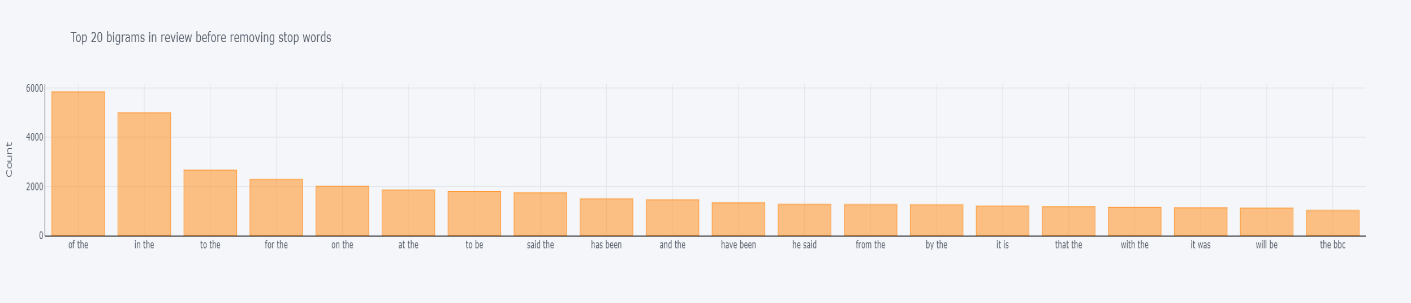 Top 20 bigrams in review before removing stop words
6000
4000
2000
0
Count
of the in the to the for the on the at the to be said the has been and the have been he said from the by the it is that the with the it was will be the bbc